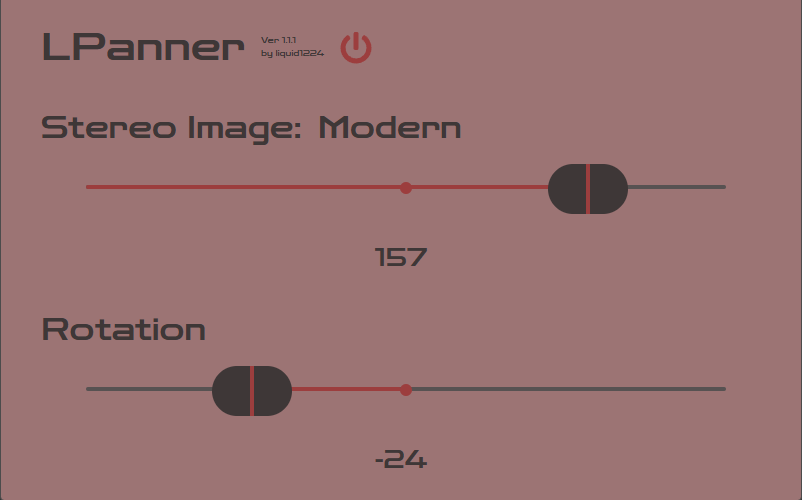 LPanner
Ver 1.1.1
by liquid1224
Stereo Image: Modern
157
Rotation
-24